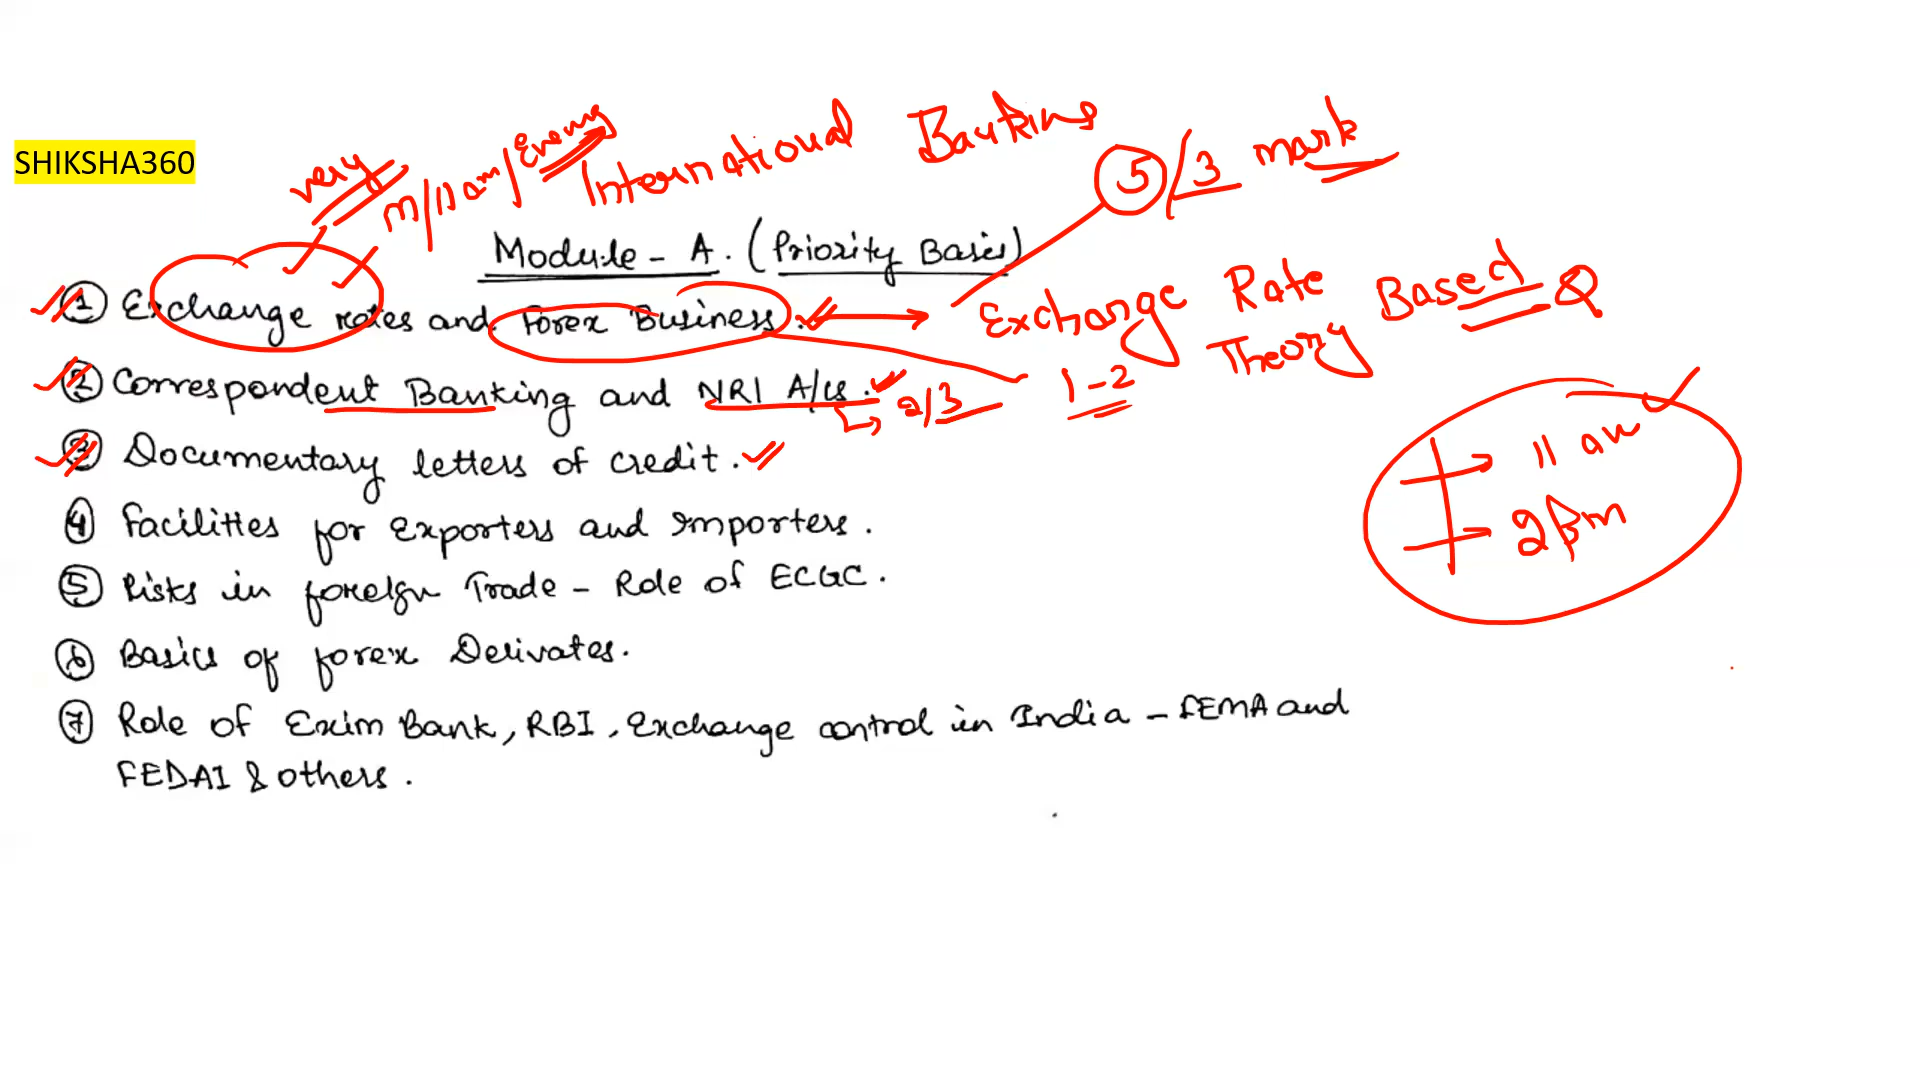 International Banking
very m/11 am/Evening 5/3 mark
SHIKSHA360
Module - A. (Priority Basis)
① Exchange rates and Forex Business. → Exchange Rate Based Q
Theory 1-2
② Correspondent Banking and NRI A/cs. 2/3
③ Documentary letters of credit.
11 am
④ Facilities for Exporters and Importers.
2 pm
⑤ Risks in foreign Trade - Role of ECGC.
⑥ Basics of forex Derivates.
⑦ Role of Exim Bank, RBI, Exchange control in India - FEMA and
FEDAI & others.